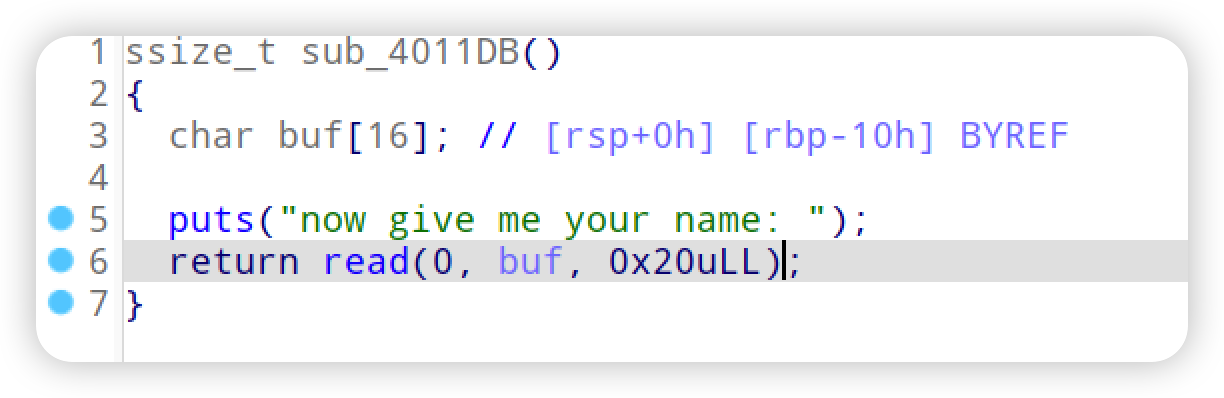 1 ssize_t sub_4011DB()
2 {
3 char buf[16]; // [rsp+0h] [rbp-10h] BYREF
4
5 puts("now give me your name: ");
6 return read(0, buf, 0x20uLL);
7 }